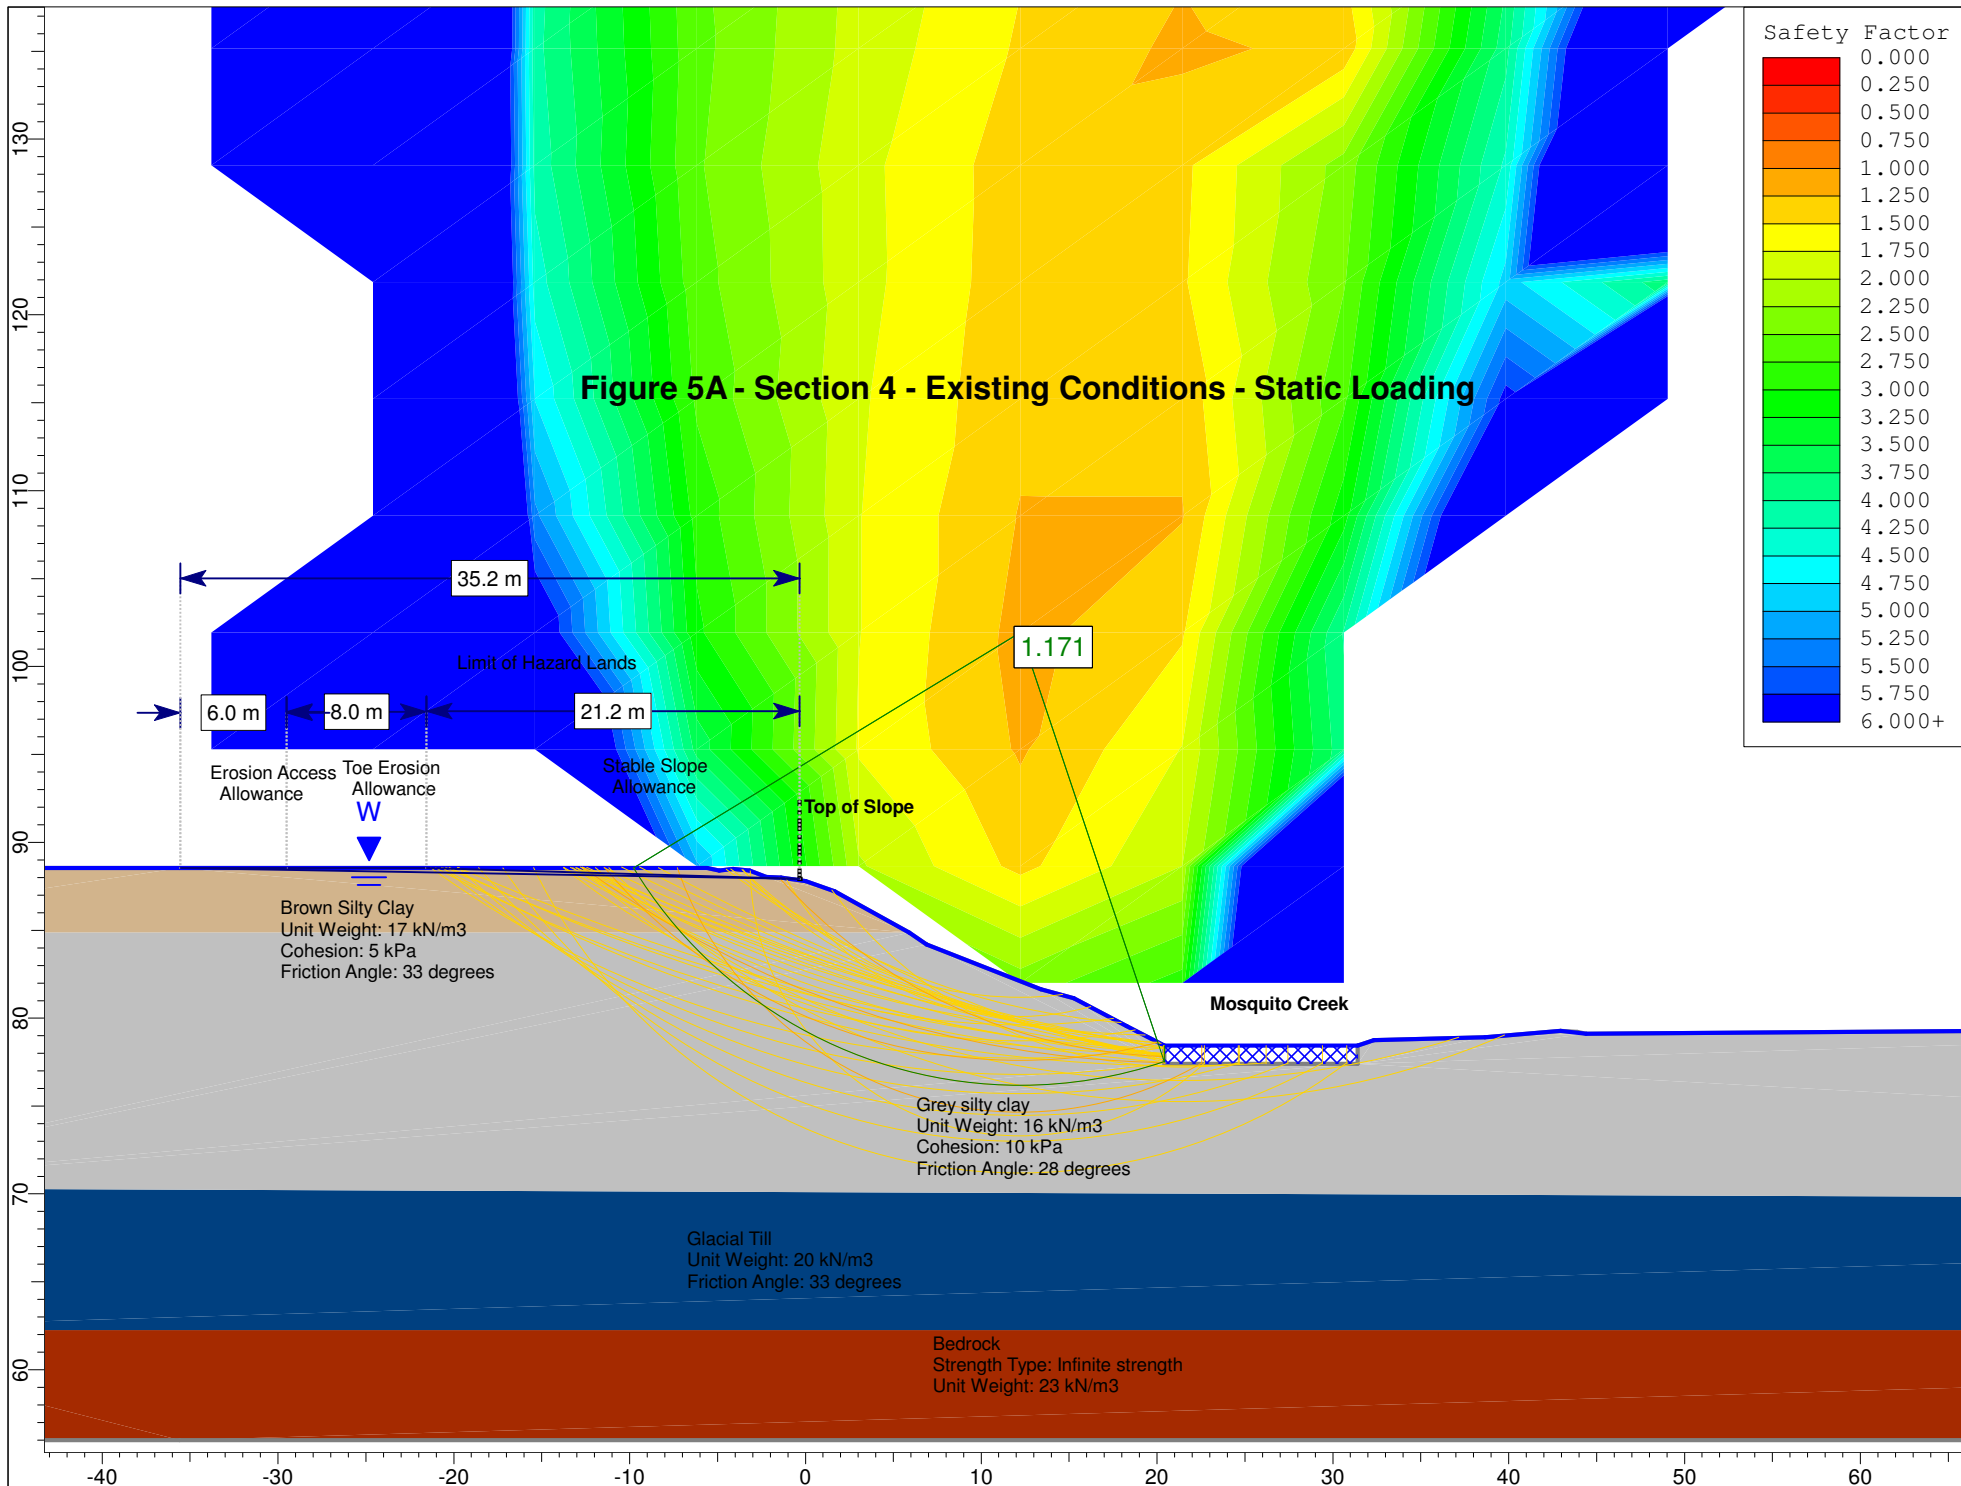 Safety Factor
0.000
0.250
0.500
0.750
1.000
1.250
1.500
1.750
2.000
2.250
2.500
2.750
3.000
3.250
3.500
3.750
4.000
4.250
4.500
4.750
5.000
5.250
5.500
5.750
6.000+
130
120
110
100
90
80
70
60
Figure 5A - Section 4 - Existing Conditions - Static Loading
35.2 m
1.171
Limit of Hazard Lands
6.0 m
8.0 m
21.2 m
Erosion Access
Allowance
Toe Erosion
Allowance
Stable Slope
Allowance
W
Top of Slope
Brown Silty Clay
Unit Weight: 17 kN/m3
Cohesion: 5 kPa
Friction Angle: 33 degrees
Mosquito Creek
Grey silty clay
Unit Weight: 16 kN/m3
Cohesion: 10 kPa
Friction Angle: 28 degrees
Glacial Till
Unit Weight: 20 kN/m3
Friction Angle: 33 degrees
Bedrock
Strength Type: Infinite strength
Unit Weight: 23 kN/m3
-40 -30 -20 -10 0 10 20 30 40 50 60